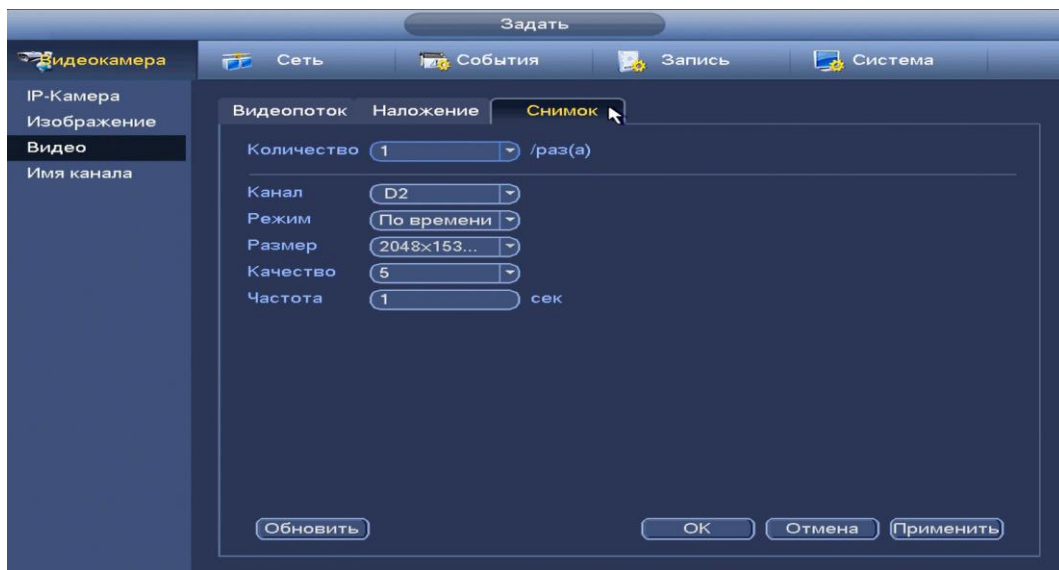 Задать
Видеокамера Сеть События Запись Система
IP-Камера
Изображение
Видео
Имя канала
Видеопоток Наложение Снимок
Количество 1 /раз(а)
Канал D2
Режим По времени
Размер 2048x153...
Качество 5
Частота 1 сек
Обновить OK Отмена Применить